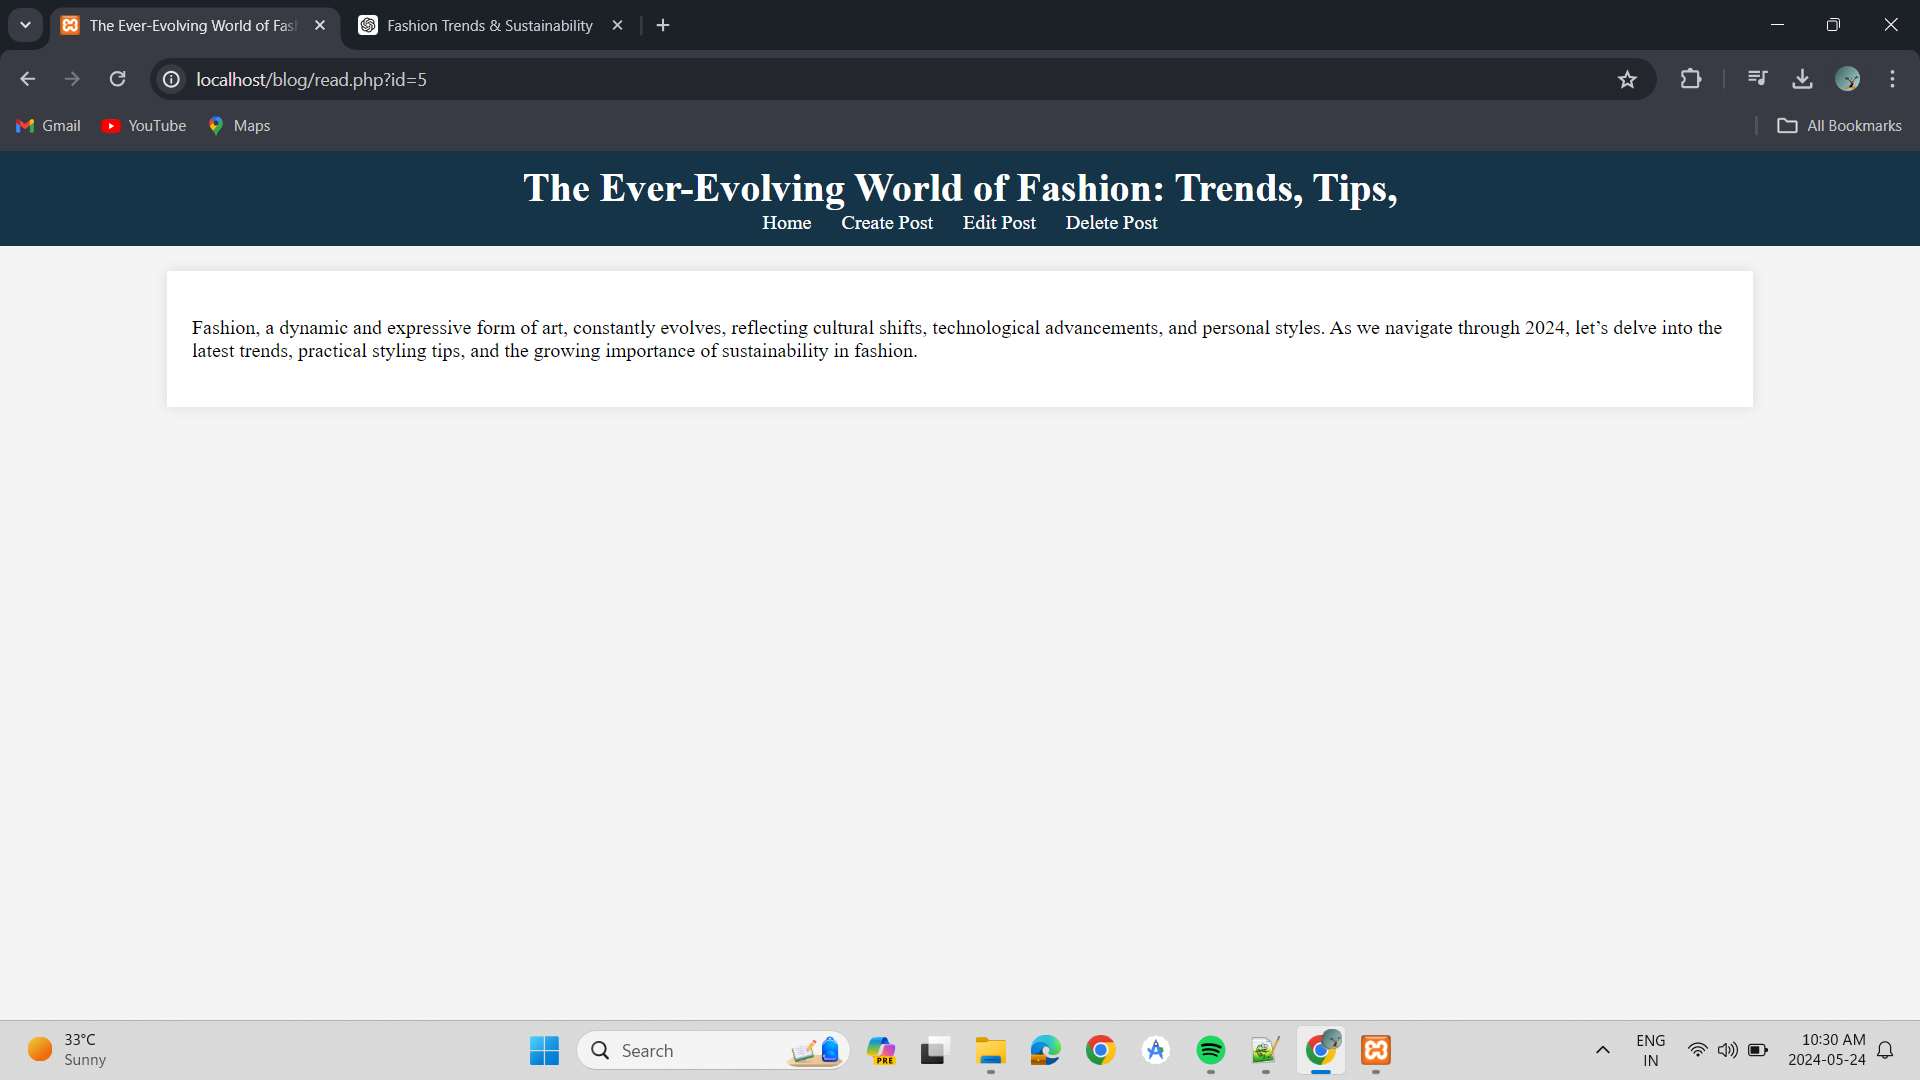 The Ever-Evolving World of Fas
Fashion Trends & Sustainability
localhost/blog/read.php?id=5
Gmail
YouTube
Maps
All Bookmarks
The Ever-Evolving World of Fashion: Trends, Tips,
Home Create Post Edit Post Delete Post
Fashion, a dynamic and expressive form of art, constantly evolves, reflecting cultural shifts, technological advancements, and personal styles. As we navigate through 2024, let’s delve into the
latest trends, practical styling tips, and the growing importance of sustainability in fashion.
33°C
Sunny
Search
PRE
ENG
IN
10:30 AM
2024-05-24